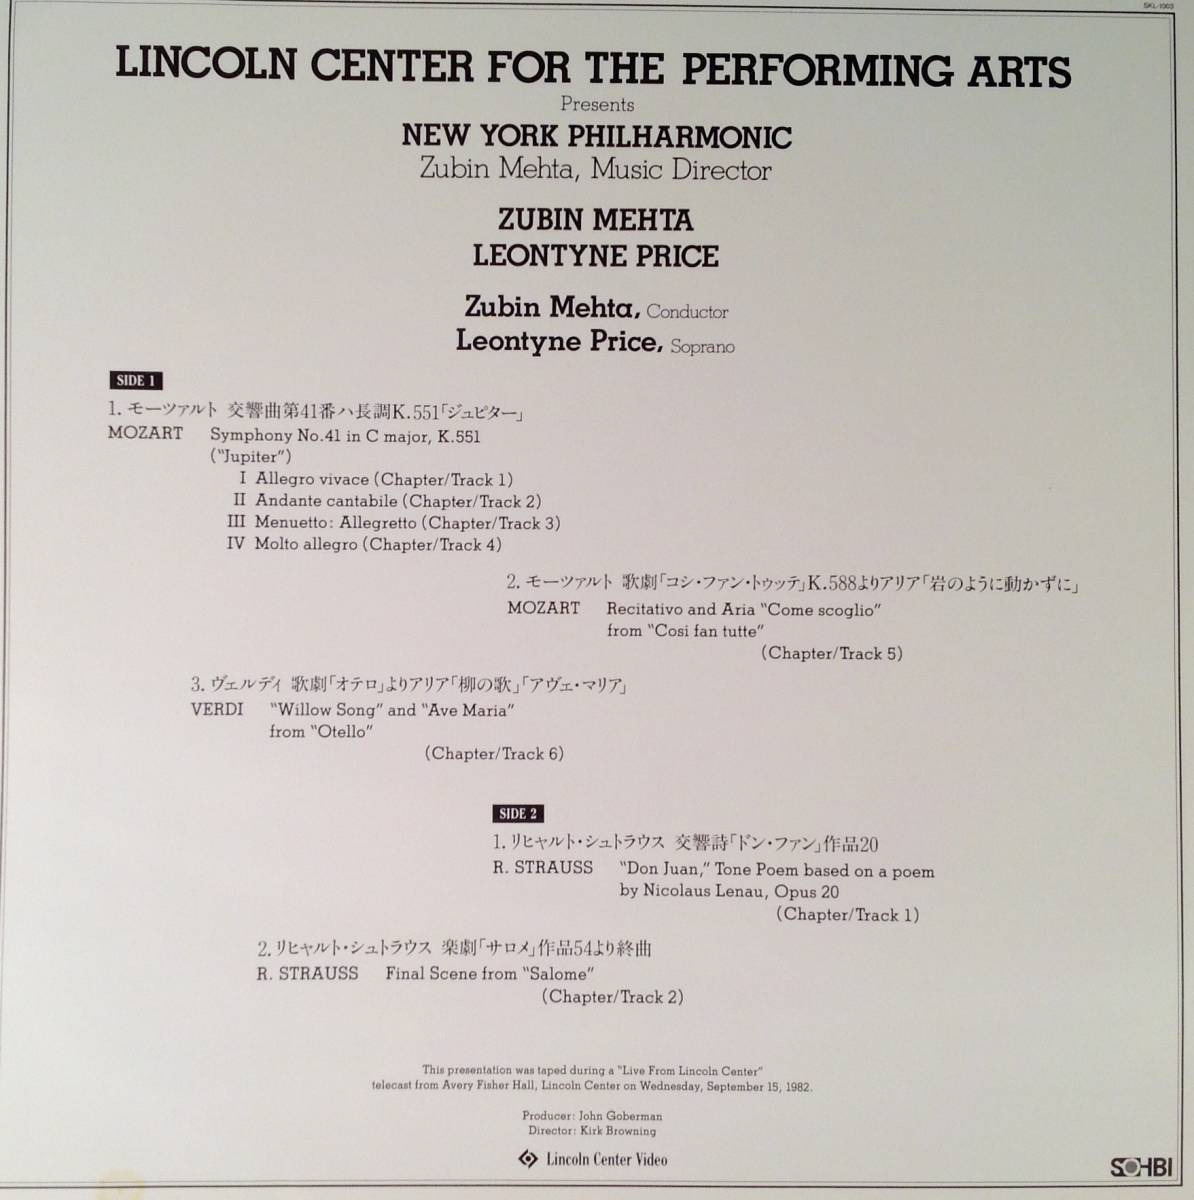 SKL-1003
LINCOLN CENTER FOR THE PERFORMING ARTS
Presents
NEW YORK PHILHARMONIC
Zubin Mehta, Music Director
ZUBIN MEHTA
LEONTYNE PRICE
Zubin Mehta, Conductor
Leontyne Price, Soprano
SIDE 1
1. モーツァルト 交響曲第41番ハ長調K.551「ジュピター」
MOZART Symphony No.41 in C major, K.551
("Jupiter")
I Allegro vivace (Chapter/Track 1)
II Andante cantabile (Chapter/Track 2)
III Menuetto: Allegretto (Chapter/Track 3)
IV Molto allegro (Chapter/Track 4)
2. モーツァルト 歌劇「コシ・ファン・トゥッテ」K.588よりアリア「岩のように動かずに」
MOZART Recitativo and Aria "Come scoglio"
from "Cosi fan tutte"
(Chapter/Track 5)
3. ヴェルディ 歌劇「オテロ」よりアリア「柳の歌」「アヴェ・マリア」
VERDI "Willow Song" and "Ave Maria"
from "Otello"
(Chapter/Track 6)
SIDE 2
1. リヒャルト・シュトラウス 交響詩「ドン・ファン」作品20
R. STRAUSS "Don Juan," Tone Poem based on a poem
by Nicolaus Lenau, Opus 20
(Chapter/Track 1)
2. リヒャルト・シュトラウス 楽劇「サロメ」作品54より終曲
R. STRAUSS Final Scene from "Salome"
(Chapter/Track 2)
This presentation was taped during a "Live From Lincoln Center"
telecast from Avery Fisher Hall, Lincoln Center on Wednesday, September 15, 1982.
Producer: John Goberman
Director: Kirk Browning
Lincoln Center Video
SOHBI